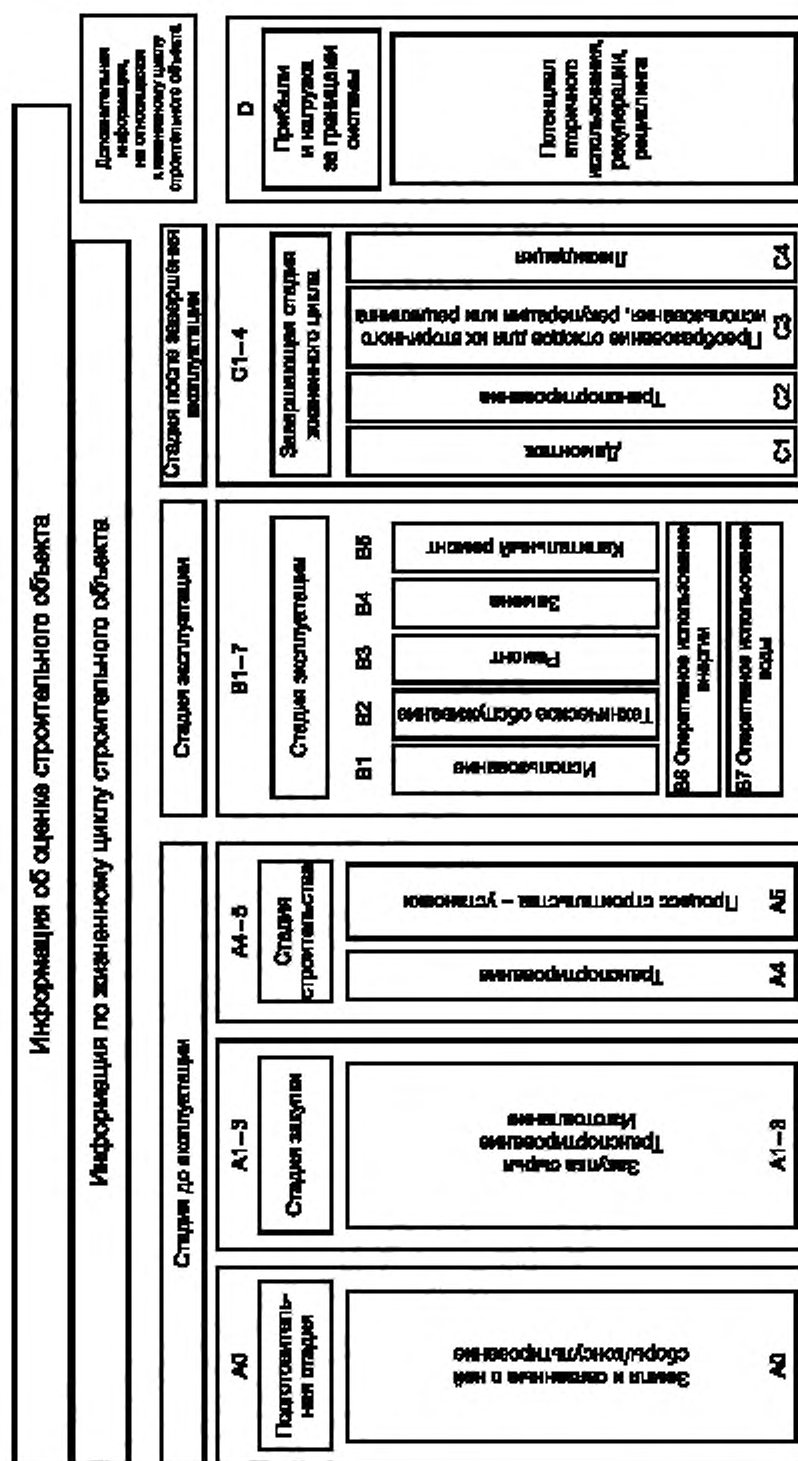 Информация об оценке строительного объекта
Информация по жизненному циклу строительного объекта
Дополнительная
информация,
не относящаяся
к жизненному циклу
строительного объекта
Стадия до эксплуатации
Стадия эксплуатации
Стадия после завершения
эксплуатации
A0
Подготовитель-
ная стадия
Земля и связанные с ней
сборы/консультирование
A0
A1–3
Стадия закупки
Закупка сырья
Транспортирование
Изготовление
A1–3
A4–5
Стадия
строительства
Транспортирование
A4
Процесс строительства – установки
A5
B1–7
Стадия эксплуатации
B1
Использование
B2
Техническое обслуживание
B3
Ремонт
B4
Замена
B5
Капитальный ремонт
B6 Оперативное использование
энергии
B7 Оперативное использование
воды
C1–4
Завершающая стадия
жизненного цикла
Демонтаж
C1
Транспортирование
C2
Преобразование отходов для их вторичного
использования, рекуперации или рециклинга
C3
Ликвидация
C4
D
Прибыли
и нагрузки
за границами
системы
Потенциал
вторичного
использования,
рекуперации,
рециклинга